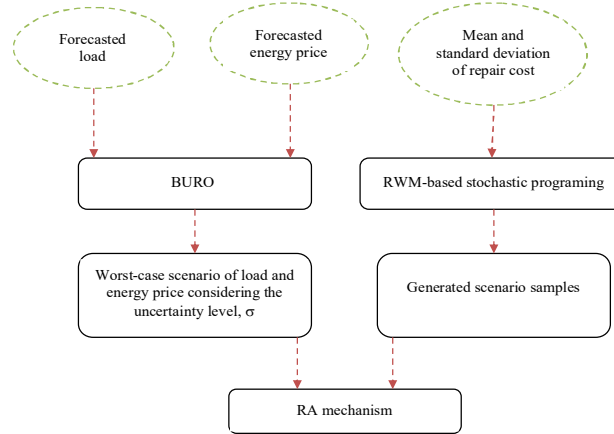 Forecasted
load
Forecasted
energy price
Mean and
standard deviation
of repair cost
BURO
RWM-based stochastic programing
Worst-case scenario of load and
energy price considering the
uncertainty level, σ
Generated scenario samples
RA mechanism